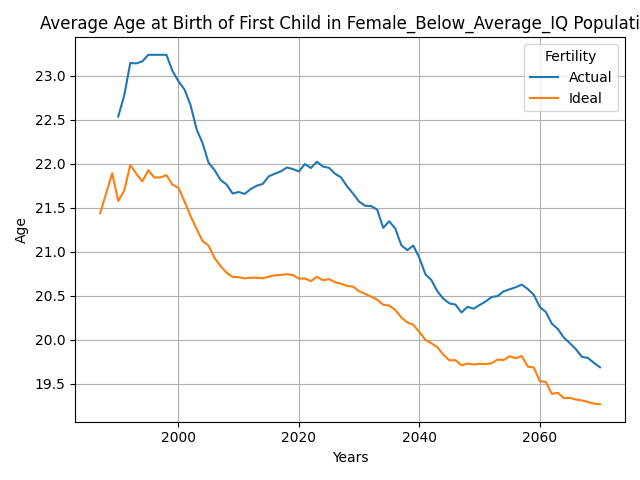 Average Age at Birth of First Child in Female_Below_Average_IQ Populati
Fertility
Actual
Ideal
23.0
22.5
22.0
21.5
21.0
20.5
20.0
19.5
Age
2000 2020 2040 2060
Years